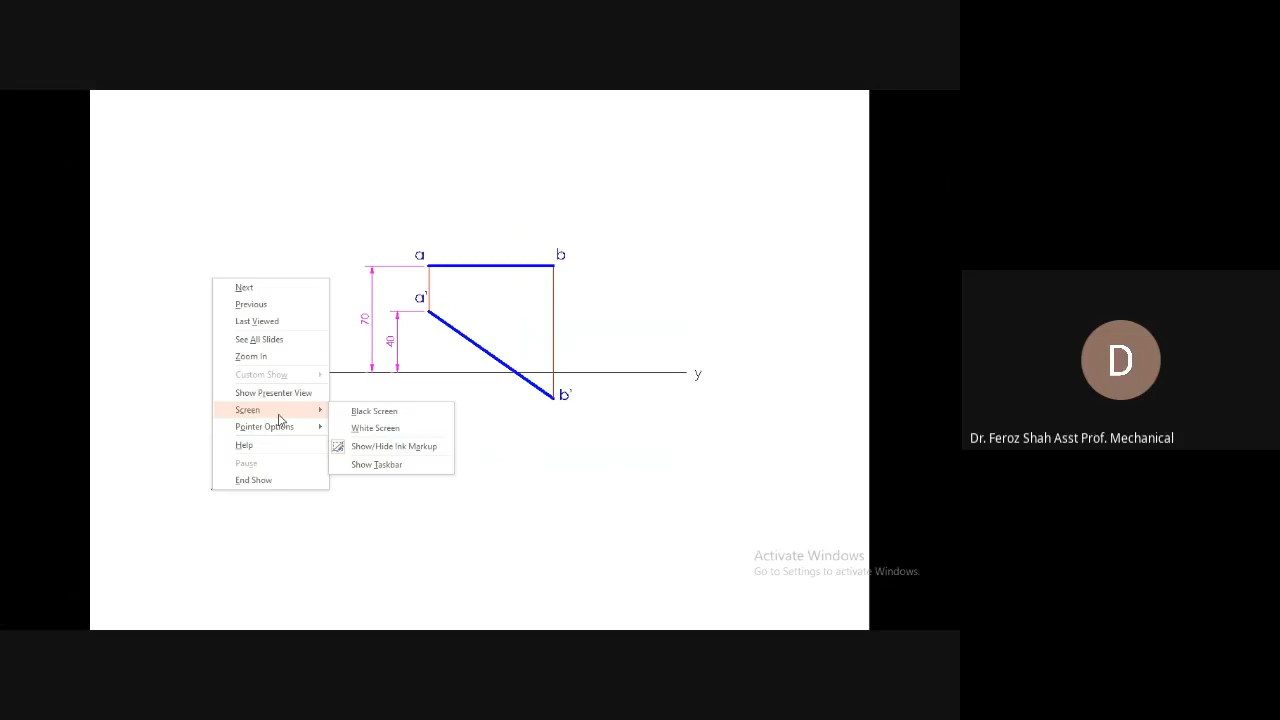 a
b
a'
70
40
y
b'
Next
Previous
Last Viewed
See All Slides
Zoom In
Custom Show
Show Presenter View
Screen
Pointer Options
Help
Pause
End Show
Black Screen
White Screen
Show/Hide Ink Markup
Show Taskbar
Activate Windows
Go to Settings to activate Windows.
D
Dr. Feroz Shah Asst Prof. Mechanical